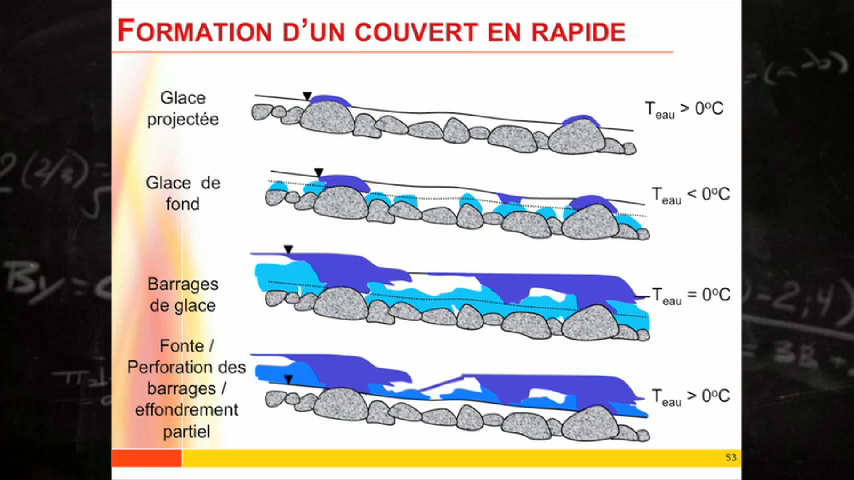 FORMATION D'UN COUVERT EN RAPIDE
Glace
projectée
Teau > 0ºC
Glace de
fond
Teau < 0ºC
Barrages
de glace
Teau = 0ºC
Fonte /
Perforation des
barrages /
effondrement
partiel
Teau > 0ºC
53